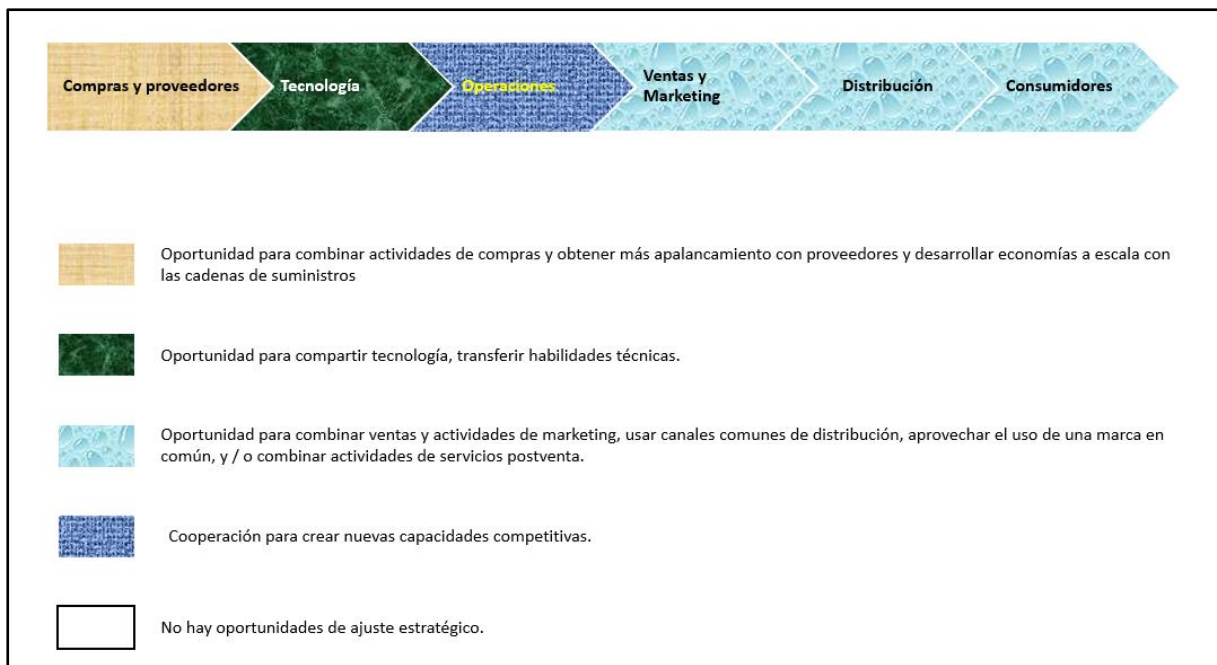 Compras y proveedores
Tecnología
Operaciones
Ventas y
Marketing
Distribución
Consumidores
Oportunidad para combinar actividades de compras y obtener más apalancamiento con proveedores y desarrollar economías a escala con
las cadenas de suministros
Oportunidad para compartir tecnología, transferir habilidades técnicas.
Oportunidad para combinar ventas y actividades de marketing, usar canales comunes de distribución, aprovechar el uso de una marca en
común, y / o combinar actividades de servicios postventa.
Cooperación para crear nuevas capacidades competitivas.
No hay oportunidades de ajuste estratégico.